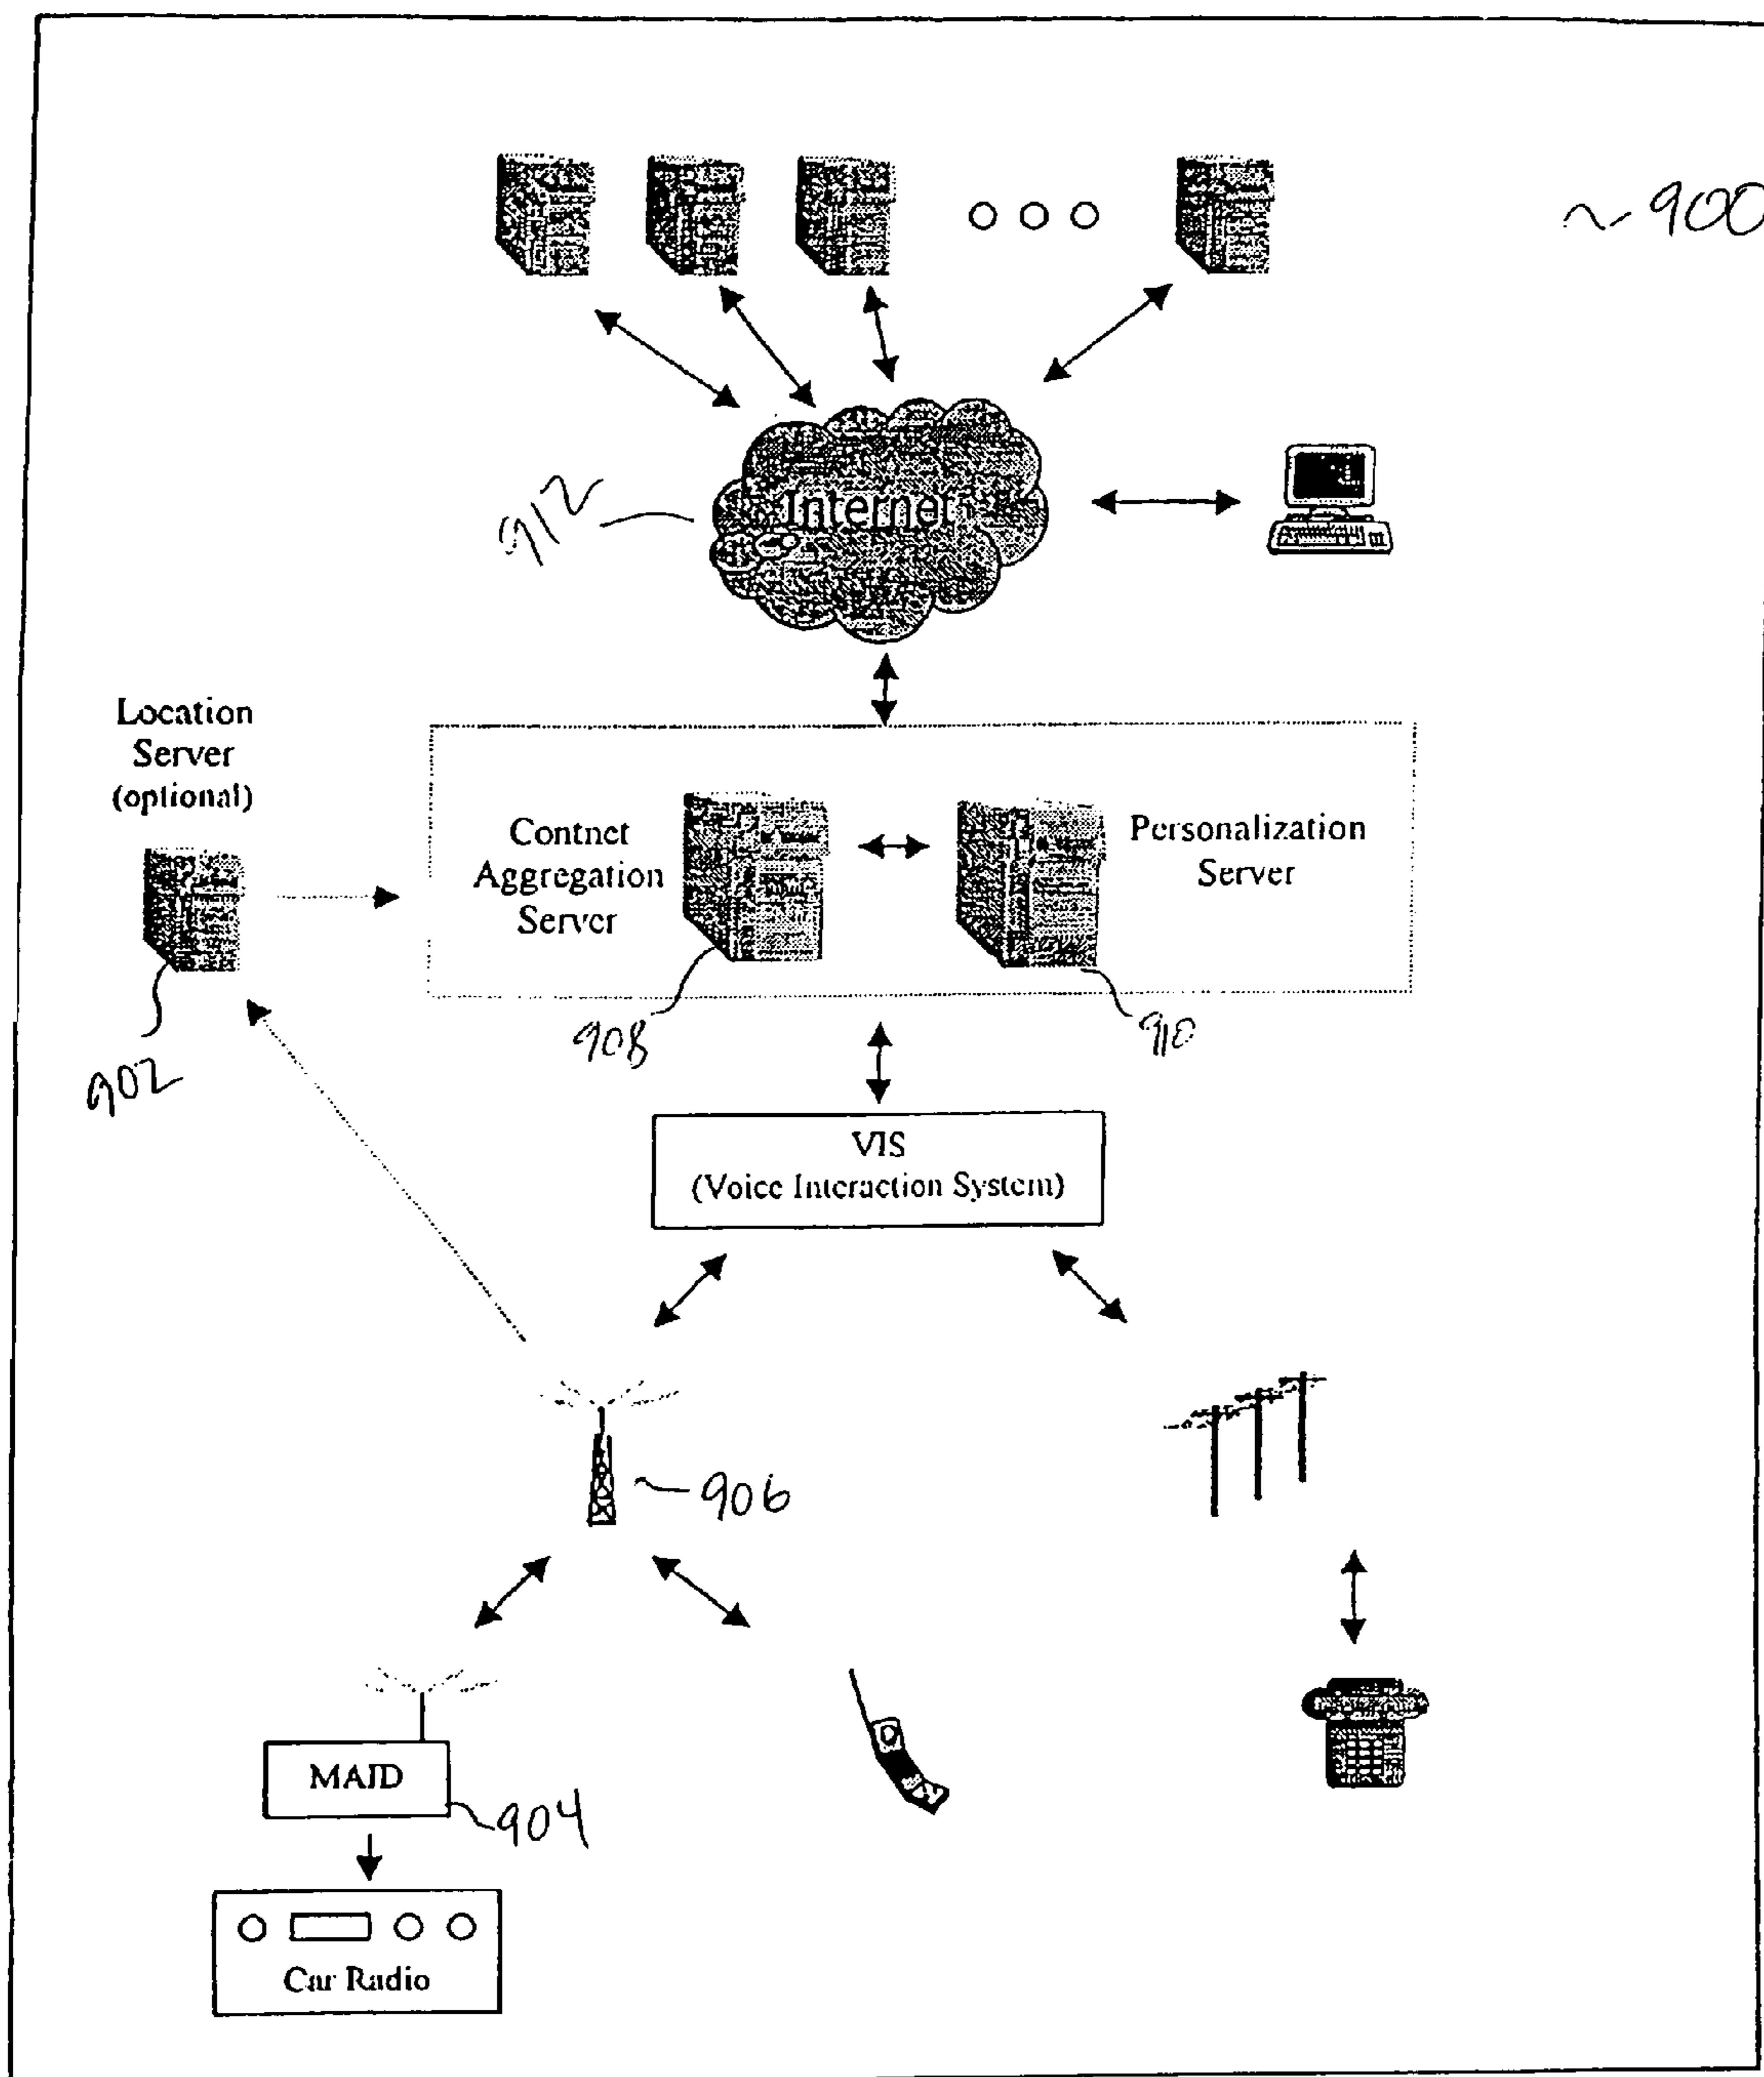 ~ 900
Internet
912
Location
Server
(optional)
Contnet
Aggregation
Server
Personalization
Server
902
908
910
VIS
(Voice Interaction System)
906
MAID
904
Car Radio